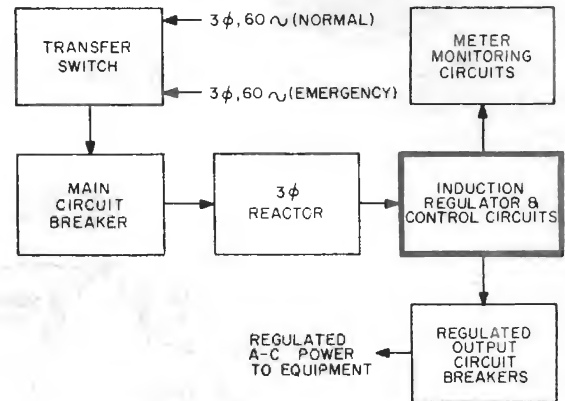 TRANSFER
SWITCH
3ϕ, 60 ∿ (NORMAL)
3ϕ, 60 ∿ (EMERGENCY)
METER
MONITORING
CIRCUITS
MAIN
CIRCUIT
BREAKER
3ϕ
REACTOR
INDUCTION
REGULATOR &
CONTROL CIRCUITS
REGULATED
A-C POWER
TO EQUIPMENT
REGULATED
OUTPUT
CIRCUIT
BREAKERS